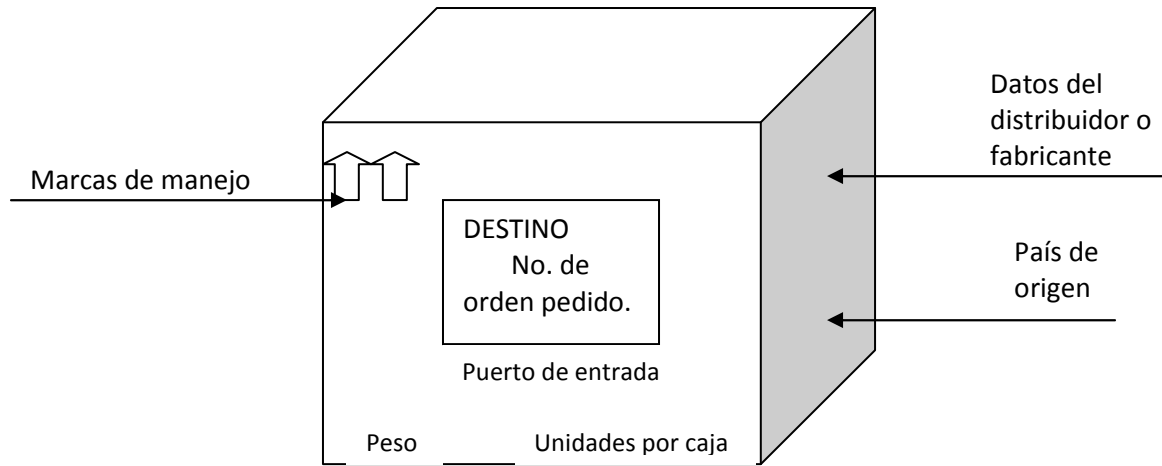 Datos del
distribuidor o
fabricante
Marcas de manejo
DESTINO
No. de
orden pedido.
País de
origen
Puerto de entrada
Peso
Unidades por caja